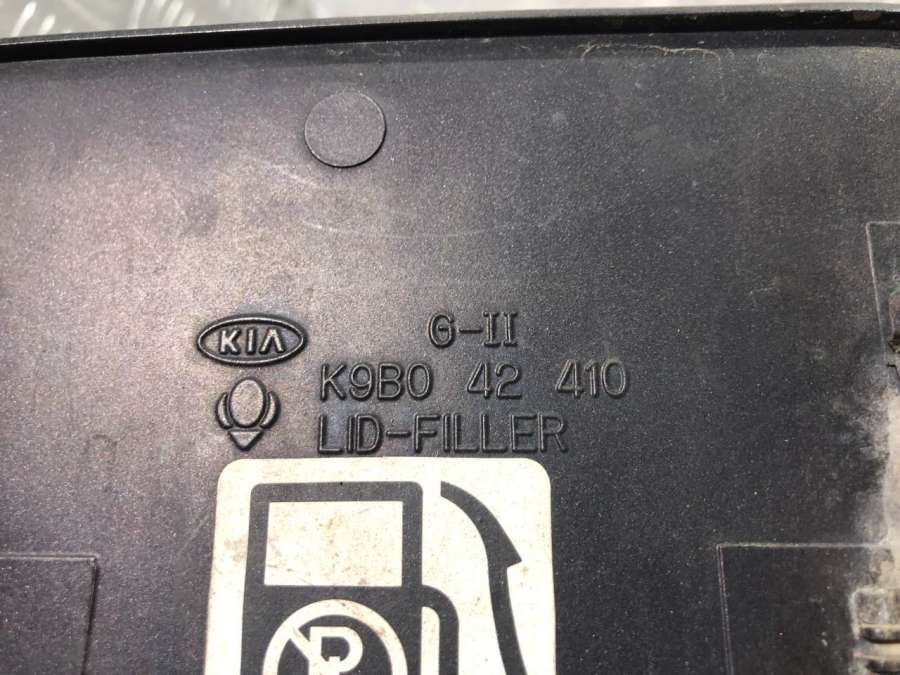 KIA
G-II
K9B0 42 410
LID-FILLER